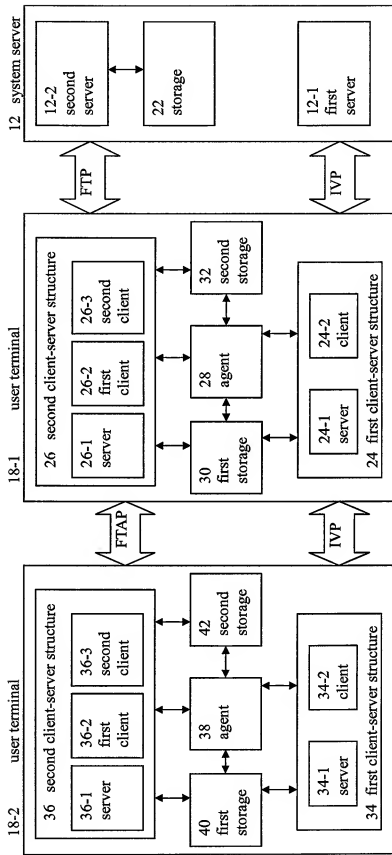 18-2 user terminal
36 second client-server structure
36-1 server
36-2 first client
36-3 second client
40 first storage
38 agent
42 second storage
34-1 server
34-2 client
34 first client-server structure
FTAP
IVP
18-1 user terminal
26 second client-server structure
26-1 server
26-2 first client
26-3 second client
30 first storage
28 agent
32 second storage
24-1 server
24-2 client
24 first client-server structure
FTP
IVP
12 system server
12-2 second server
22 storage
12-1 first server